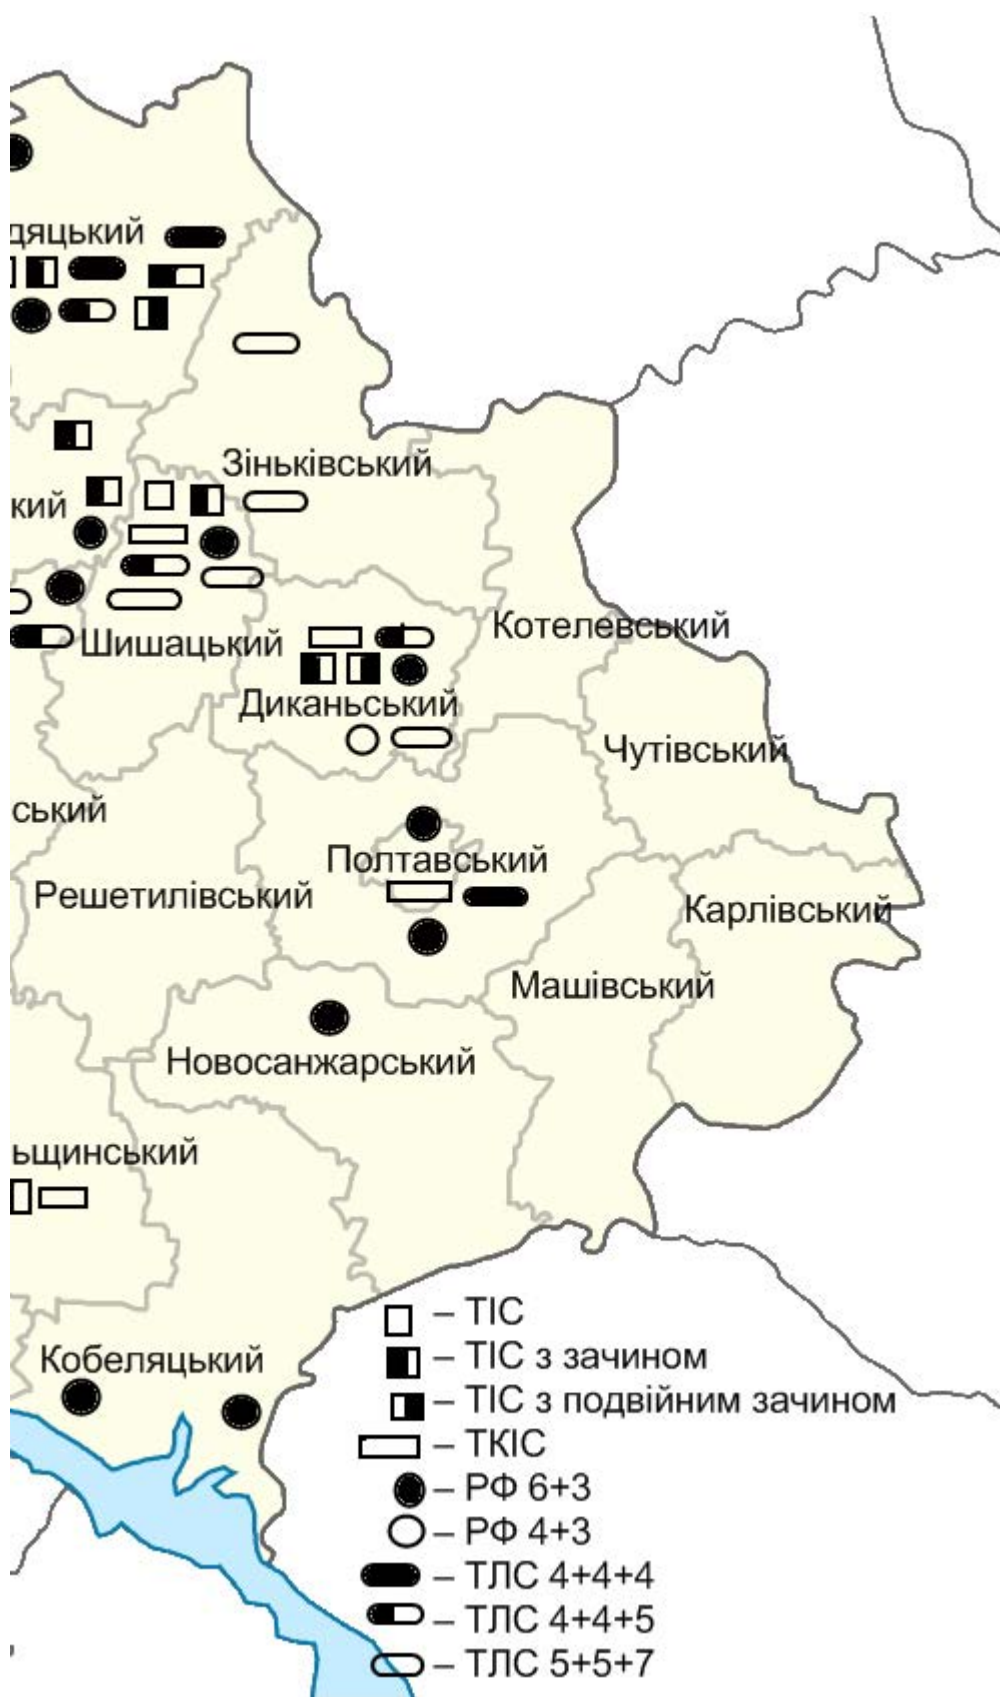 дяцький
Зіньківський
кий
Котелевський
Шишацький
Диканьський
Чутівський
ський
Полтавський
Решетилівський
Карлівський
Машівський
Новосанжарський
ьщинський
Кобеляцький
– ТІС
– ТІС з зачином
– ТІС з подвійним зачином
– ТКІС
– РФ 6+3
– РФ 4+3
– ТЛС 4+4+4
– ТЛС 4+4+5
– ТЛС 5+5+7